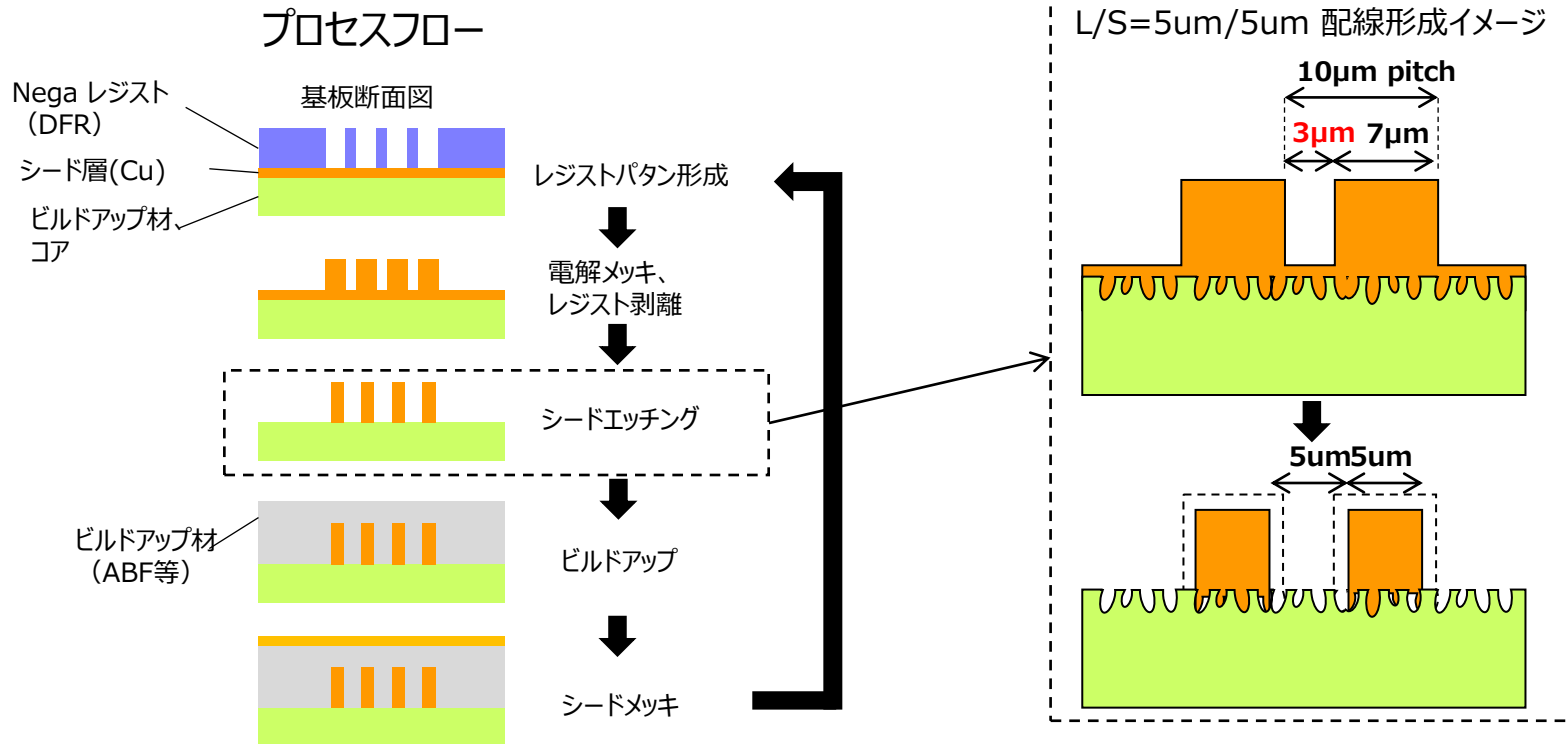 プロセスフロー
Nega レジスト
（DFR）
基板断面図
シード層(Cu)
ビルドアップ材、
コア
レジストパタン形成
電解メッキ、
レジスト剥離
シードエッチング
ビルドアップ材
（ABF等）
ビルドアップ
シードメッキ
L/S=5um/5um 配線形成イメージ
10μm pitch
3μm 7μm
5um5um